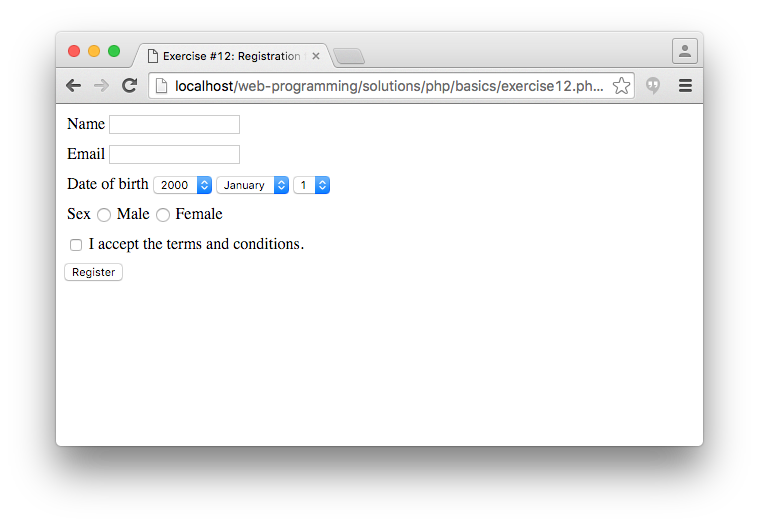 Exercise #12: Registration
localhost/web-programming/solutions/php/basics/exercise12.ph...
Name
Email
Date of birth 2000 January 1
Sex Male Female
I accept the terms and conditions.
Register